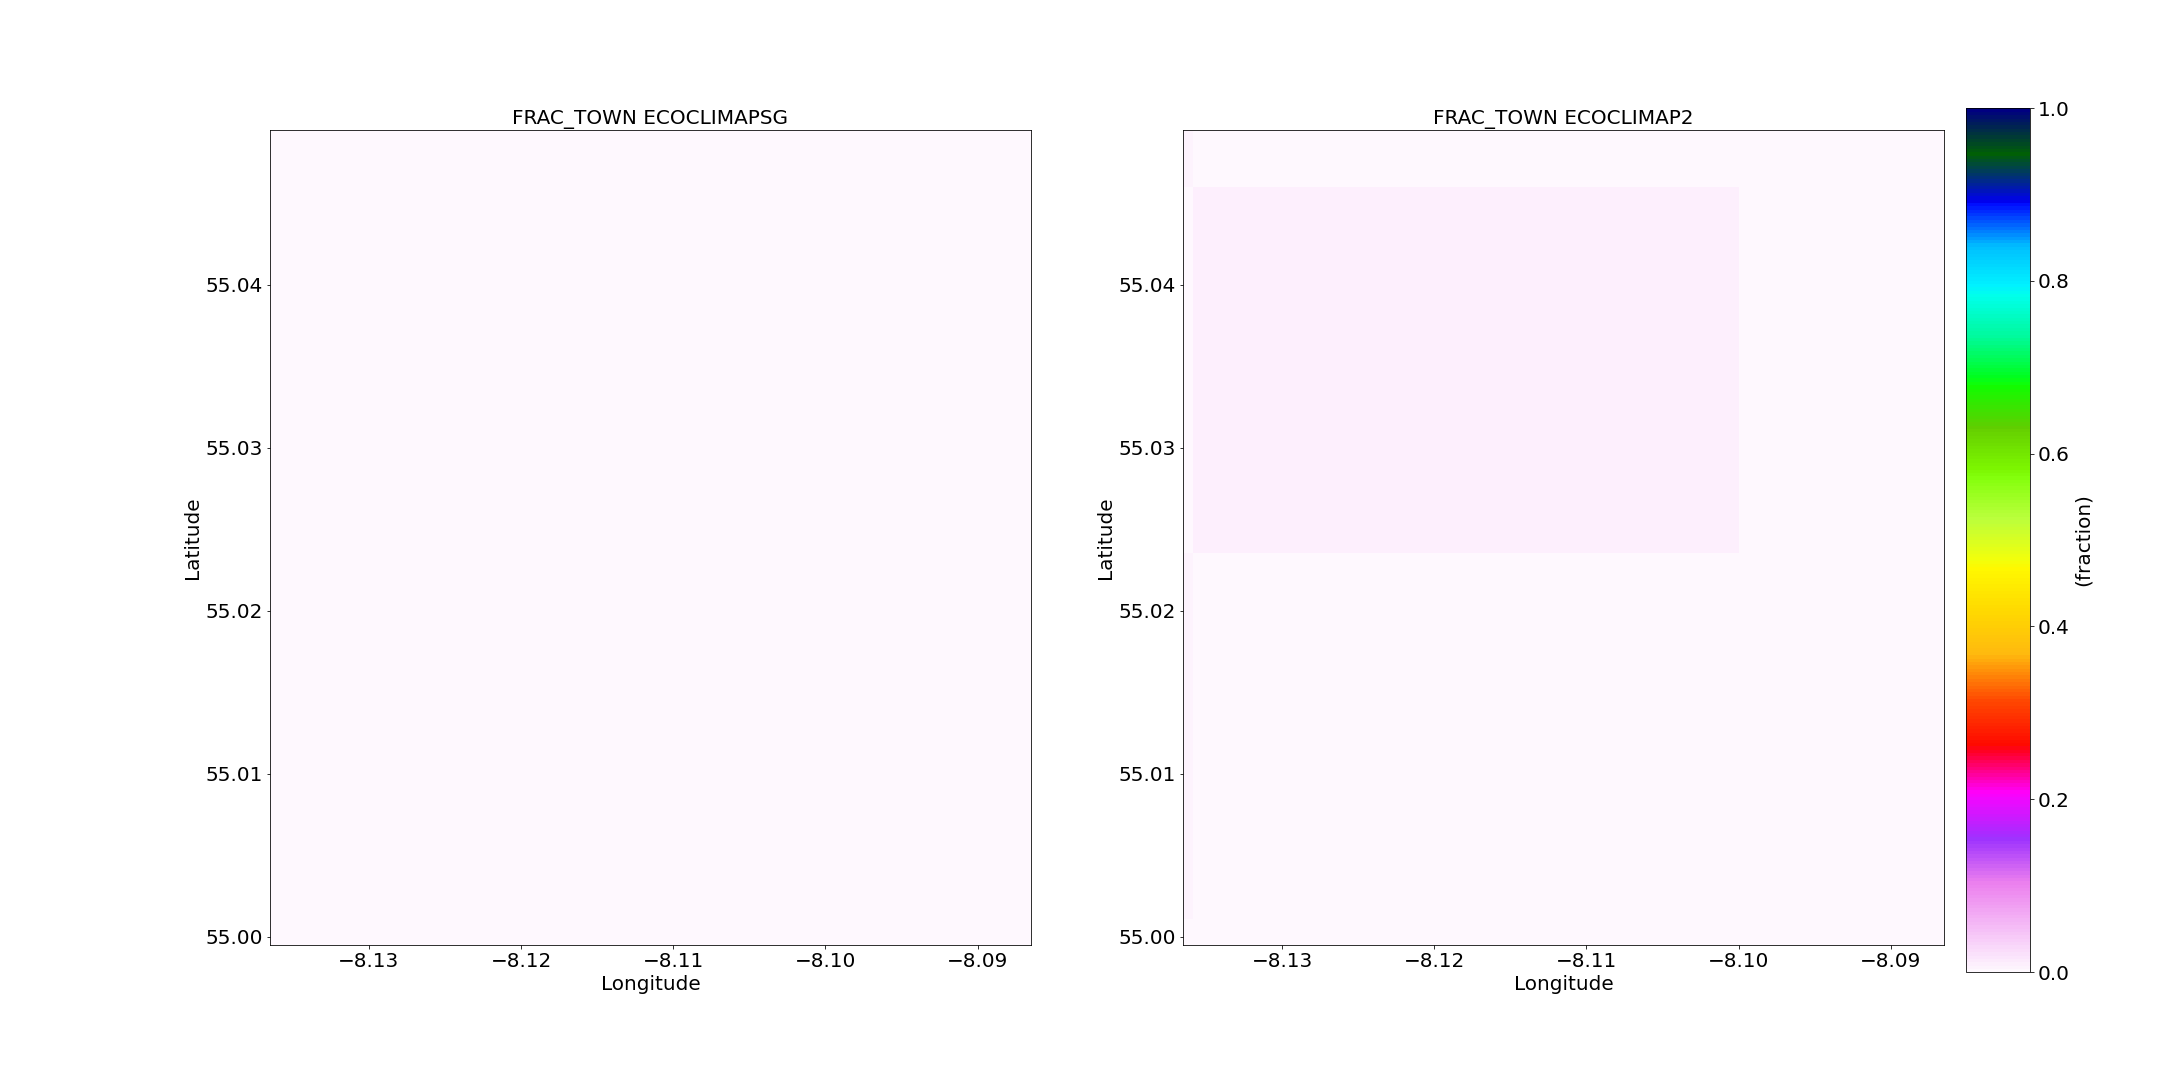 FRAC_TOWN ECOCLIMAPSG
55.04
55.03
55.02
55.01
55.00
Latitude
−8.13 −8.12 −8.11 −8.10 −8.09
Longitude
FRAC_TOWN ECOCLIMAP2
55.04
55.03
55.02
55.01
55.00
Latitude
−8.13 −8.12 −8.11 −8.10 −8.09
Longitude
1.0
0.8
0.6
0.4
0.2
0.0
(fraction)